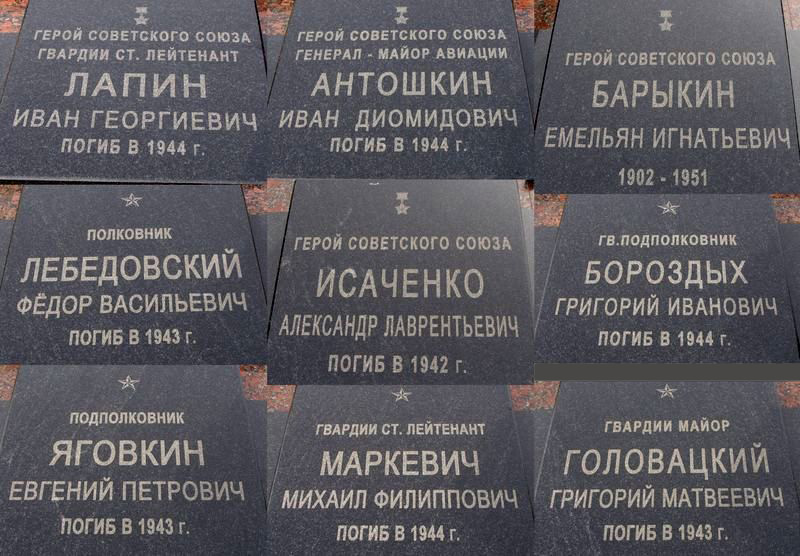 ГЕРОЙ СОВЕТСКОГО СОЮЗА
ГВАРДИИ СТ. ЛЕЙТЕНАНТ
ЛАПИН
ИВАН ГЕОРГИЕВИЧ
ПОГИБ В 1944 г.
ГЕРОЙ СОВЕТСКОГО СОЮЗА
ГЕНЕРАЛ - МАЙОР АВИАЦИИ
АНТОШКИН
ИВАН ДИОМИДОВИЧ
ПОГИБ В 1944 г.
ГЕРОЙ СОВЕТСКОГО СОЮЗА
БАРЫКИН
ЕМЕЛЬЯН ИГНАТЬЕВИЧ
1902 - 1951
ПОЛКОВНИК
ЛЕБЕДОВСКИЙ
ФЁДОР ВАСИЛЬЕВИЧ
ПОГИБ В 1943 г.
ГЕРОЙ СОВЕТСКОГО СОЮЗА
ИСАЧЕНКО
АЛЕКСАНДР ЛАВРЕНТЬЕВИЧ
ПОГИБ В 1942 г.
ГВ.ПОДПОЛКОВНИК
БОРОЗДЫХ
ГРИГОРИЙ ИВАНОВИЧ
ПОГИБ В 1944 г.
ПОДПОЛКОВНИК
ЯГОВКИН
ЕВГЕНИЙ ПЕТРОВИЧ
ПОГИБ В 1943 г.
ГВАРДИИ СТ. ЛЕЙТЕНАНТ
МАРКЕВИЧ
МИХАИЛ ФИЛИППОВИЧ
ПОГИБ В 1944 г.
ГВАРДИИ МАЙОР
ГОЛОВАЦКИЙ
ГРИГОРИЙ МАТВЕЕВИЧ
ПОГИБ В 1943 г.